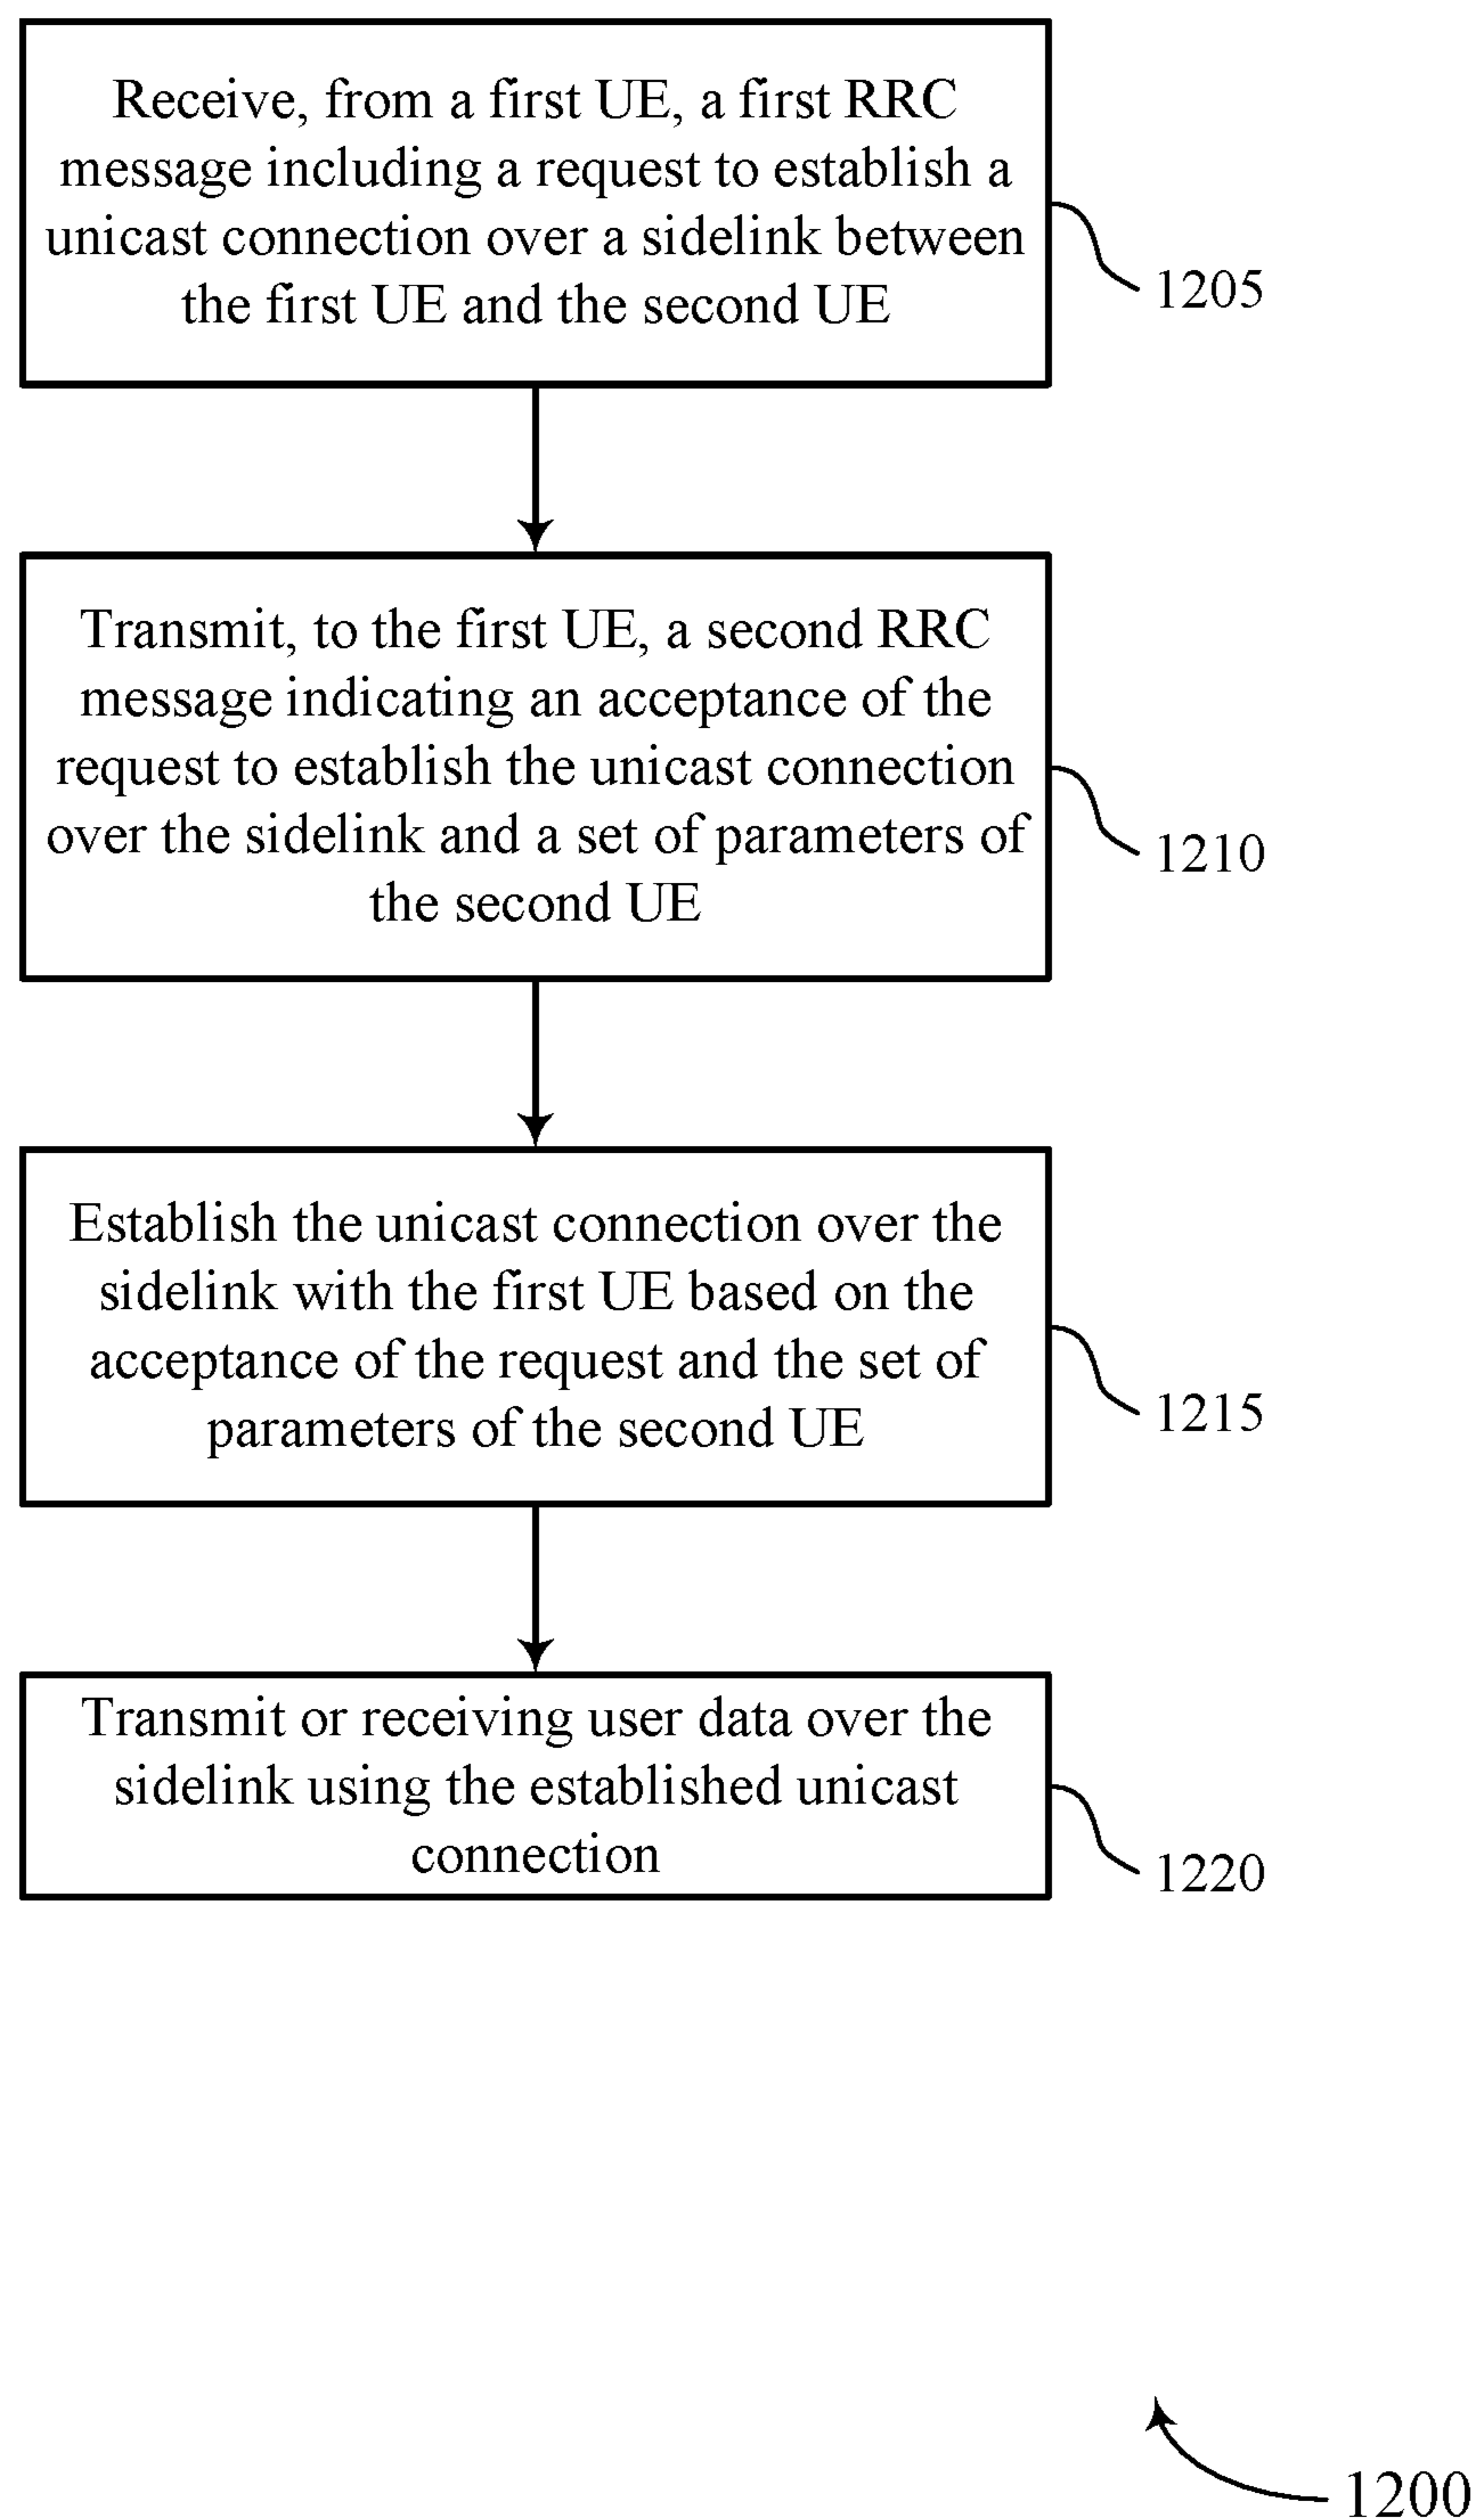 Receive, from a first UE, a first RRC
message including a request to establish a
unicast connection over a sidelink between
the first UE and the second UE
1205
Transmit, to the first UE, a second RRC
message indicating an acceptance of the
request to establish the unicast connection
over the sidelink and a set of parameters of
the second UE
1210
Establish the unicast connection over the
sidelink with the first UE based on the
acceptance of the request and the set of
parameters of the second UE
1215
Transmit or receiving user data over the
sidelink using the established unicast
connection
1220
1200